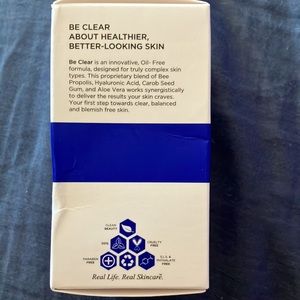 BE CLEAR
ABOUT HEALTHIER,
BETTER-LOOKING SKIN
Be Clear is an innovative, Oil- Free
formula, designed for truly complex skin
types. This proprietary blend of Bee
Propolis, Hyaluronic Acid, Carob Seed
Gum, and Aloe Vera works synergistically
to deliver the results your skin craves.
Your first step towards clear, balanced
and blemish free skin.
CLEAN
BEAUTY
CRUELTY
FREE
PARABEN
FREE
PHTHALATE
FREE
Real Life. Real Skincare.